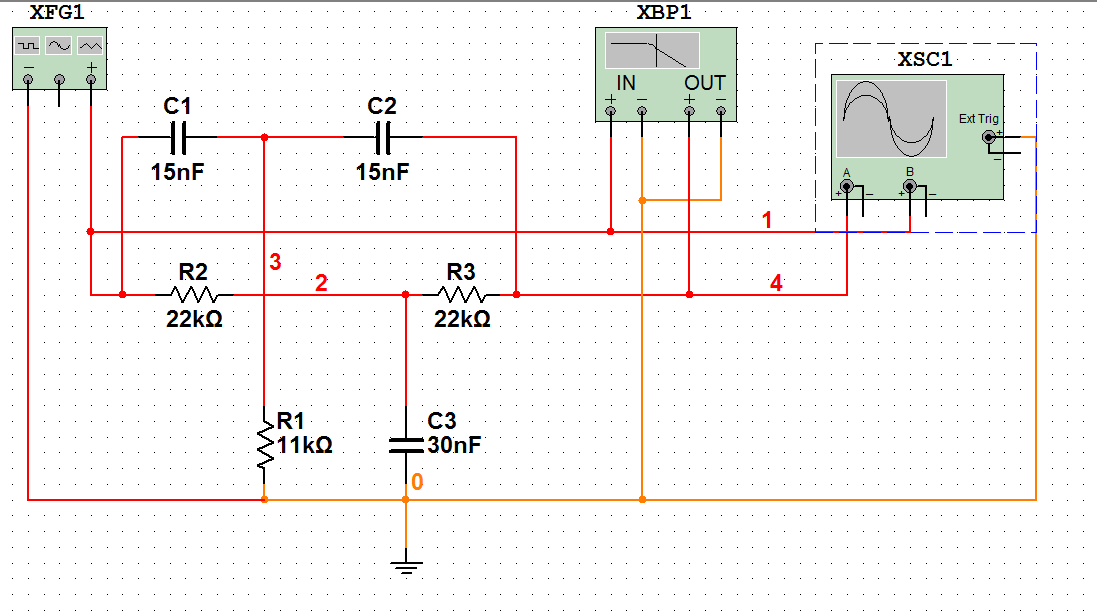 XFG1
XBP1
XSC1
IN OUT
+ − + −
− +
C1
C2
Ext Trig
+
−
15nF
15nF
A
B
+ − + −
1
3
R2
2
R3
4
22kΩ
22kΩ
R1
11kΩ
C3
30nF
0